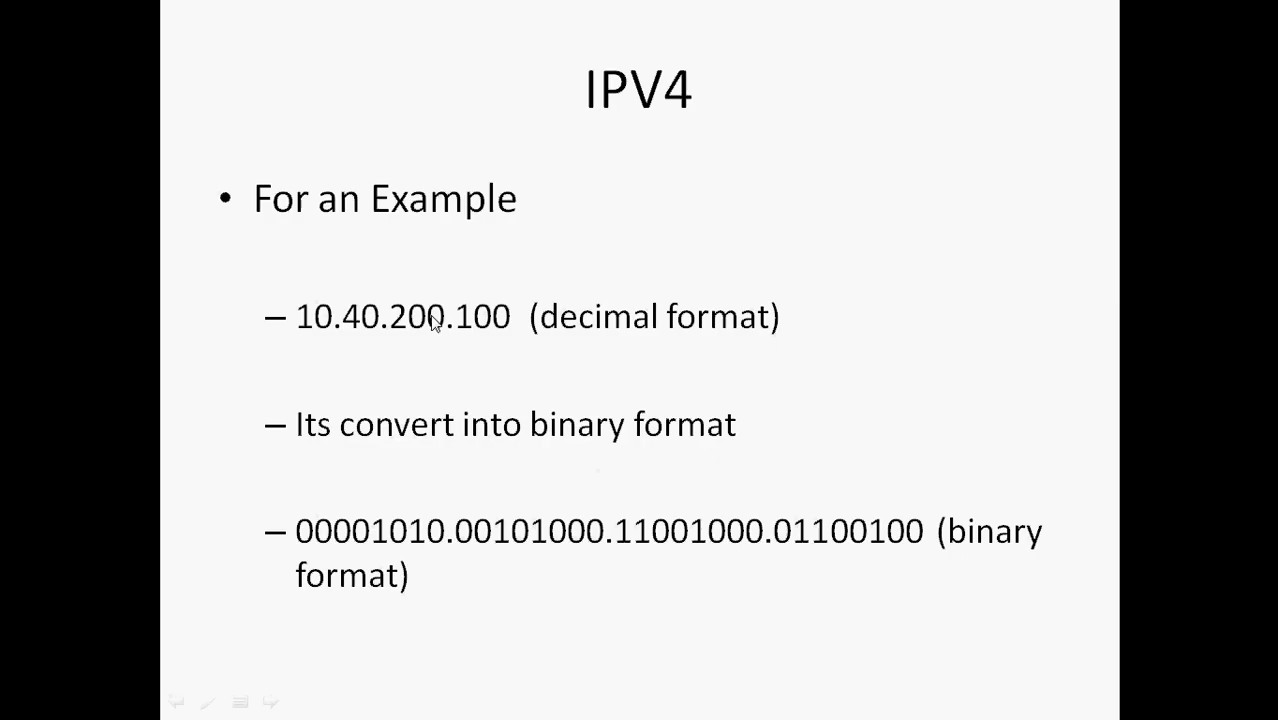 IPV4
• For an Example
– 10.40.200.100 (decimal format)
– Its convert into binary format
– 00001010.00101000.11001000.01100100 (binary
format)